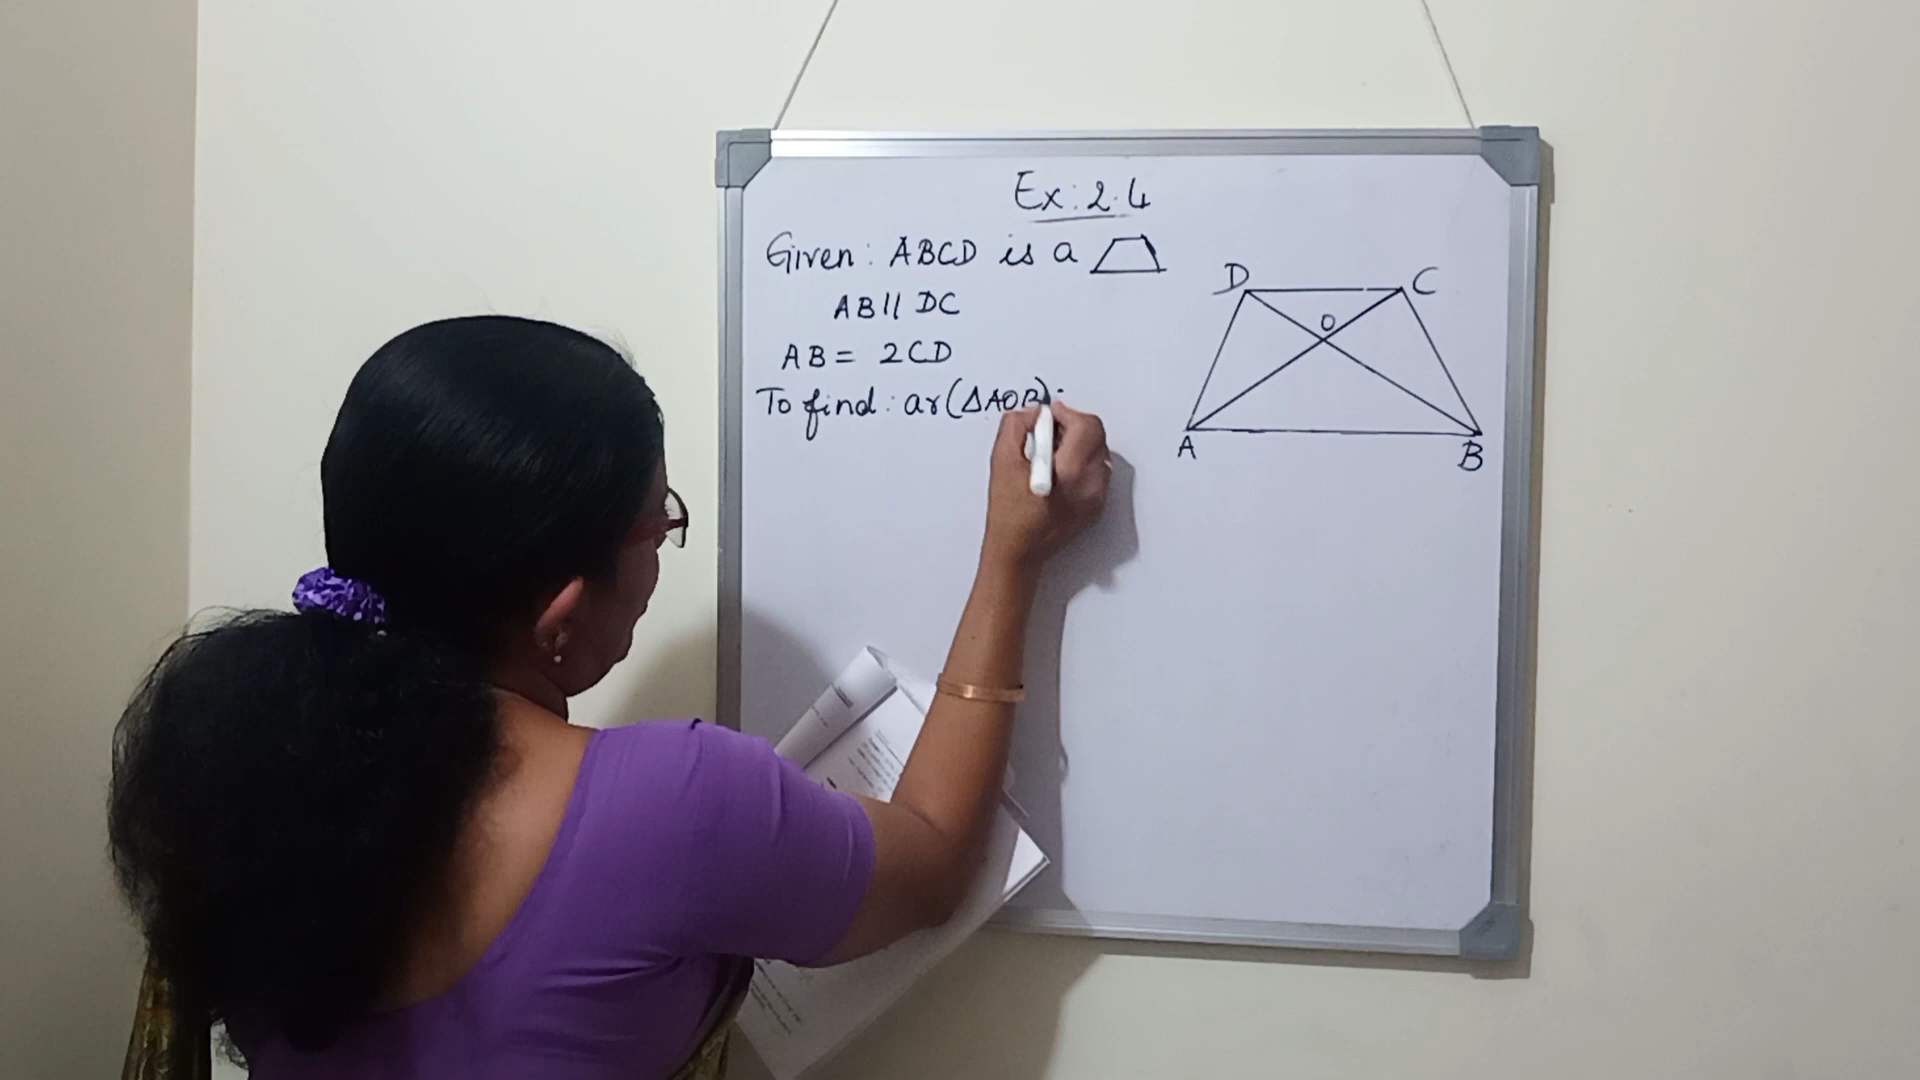 Ex: 2.4
Given: ABCD is a
AB || DC
AB = 2CD
To find: ar(ΔAOB):
D
C
O
A
B